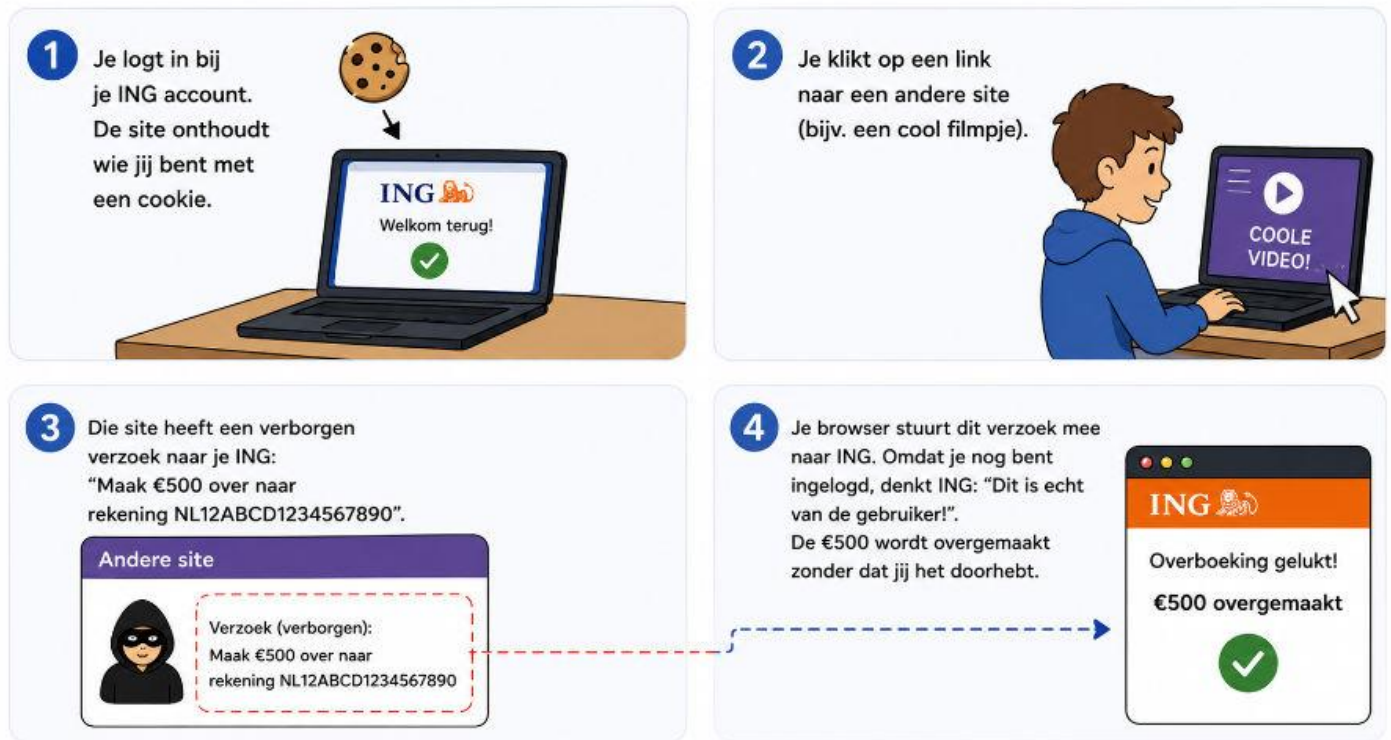 1
Je logt in bij
je ING account.
De site onthoudt
wie jij bent met
een cookie.
ING
Welkom terug!
2
Je klikt op een link
naar een andere site
(bijv. een cool filmpje).
COOLE
VIDEO!
3
Die site heeft een verborgen
verzoek naar je ING:
“Maak €500 over naar
rekening NL12ABCD1234567890”.
Andere site
Verzoek (verborgen):
Maak €500 over naar
rekening NL12ABCD1234567890
4
Je browser stuurt dit verzoek mee
naar ING. Omdat je nog bent
ingelogd, denkt ING: “Dit is echt
van de gebruiker!”.
De €500 wordt overgemaakt
zonder dat jij het doorhebt.
ING
Overboeking gelukt!
€500 overgemaakt